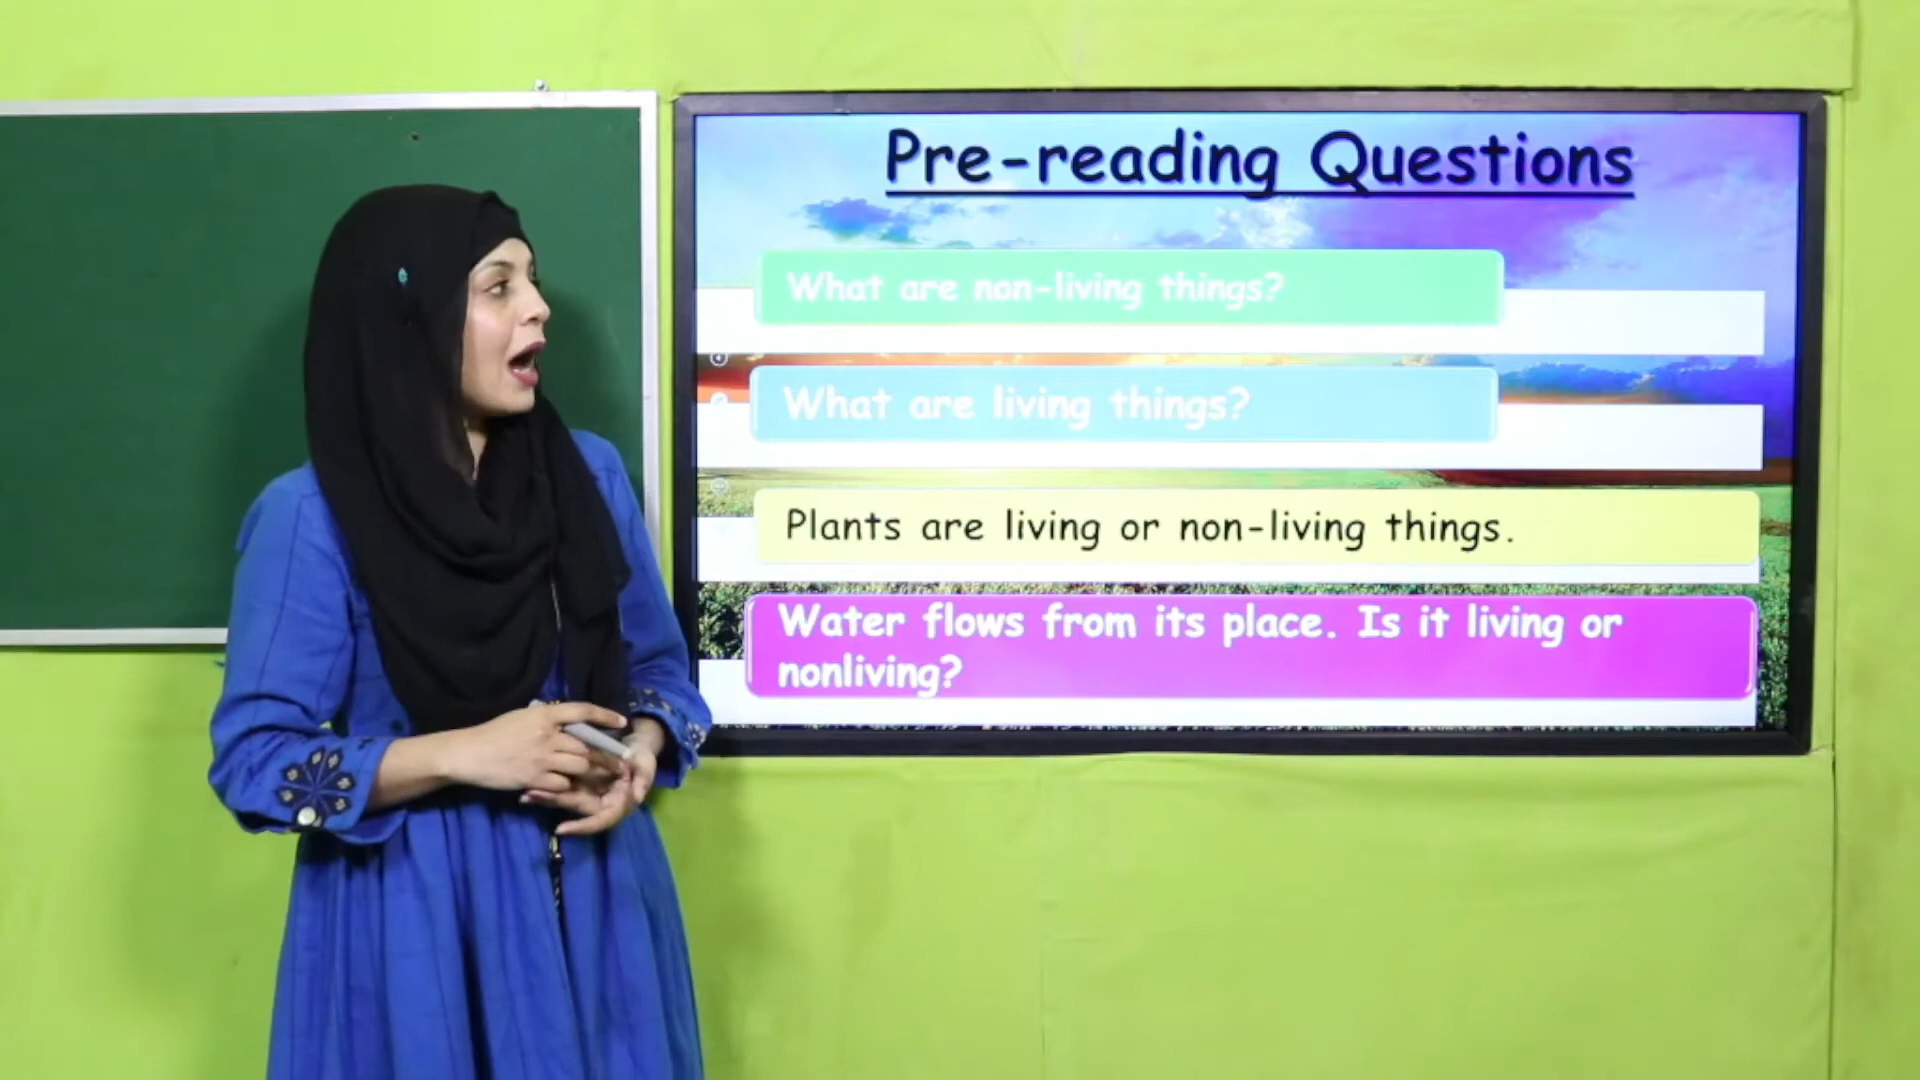 Pre-reading Questions
What are non-living things?
What are living things?
Plants are living or non-living things.
Water flows from its place. Is it living or
nonliving?